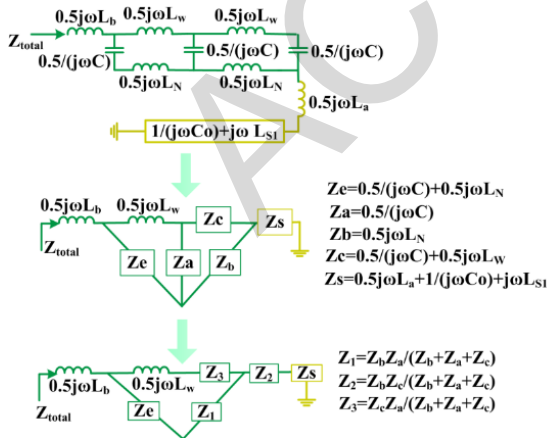 0.5jωL_b 0.5jωL_w 0.5jωL_w
Z_total
0.5/(jωC) 0.5/(jωC) 0.5/(jωC)
0.5jωL_N 0.5jωL_N
0.5jωL_a
1/(jωCo)+jω L_S1
0.5jωL_b 0.5jωL_w Zc Zs
Z_total
Ze Za Z_b
Ze=0.5/(jωC)+0.5jωL_N
Za=0.5/(jωC)
Zb=0.5jωL_N
Zc=0.5/(jωC)+0.5jωL_W
Zs=0.5jωL_a+1/(jωCo)+jωL_S1
0.5jωL_b 0.5jωL_w Z_3 Z_2 Zs
Z_total
Ze Z_1
Z_1=Z_bZ_a/(Z_b+Z_a+Z_c)
Z_2=Z_bZ_c/(Z_b+Z_a+Z_c)
Z_3=Z_cZ_a/(Z_b+Z_a+Z_c)
AC